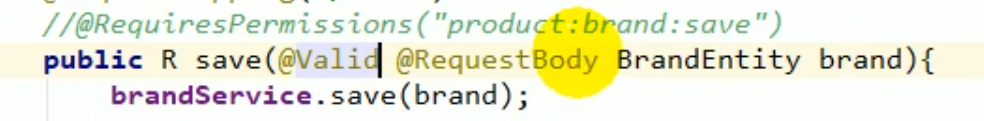 //@RequiresPermissions("product:brand:save")
public R save(@Valid @RequestBody BrandEntity brand){
brandService.save(brand);